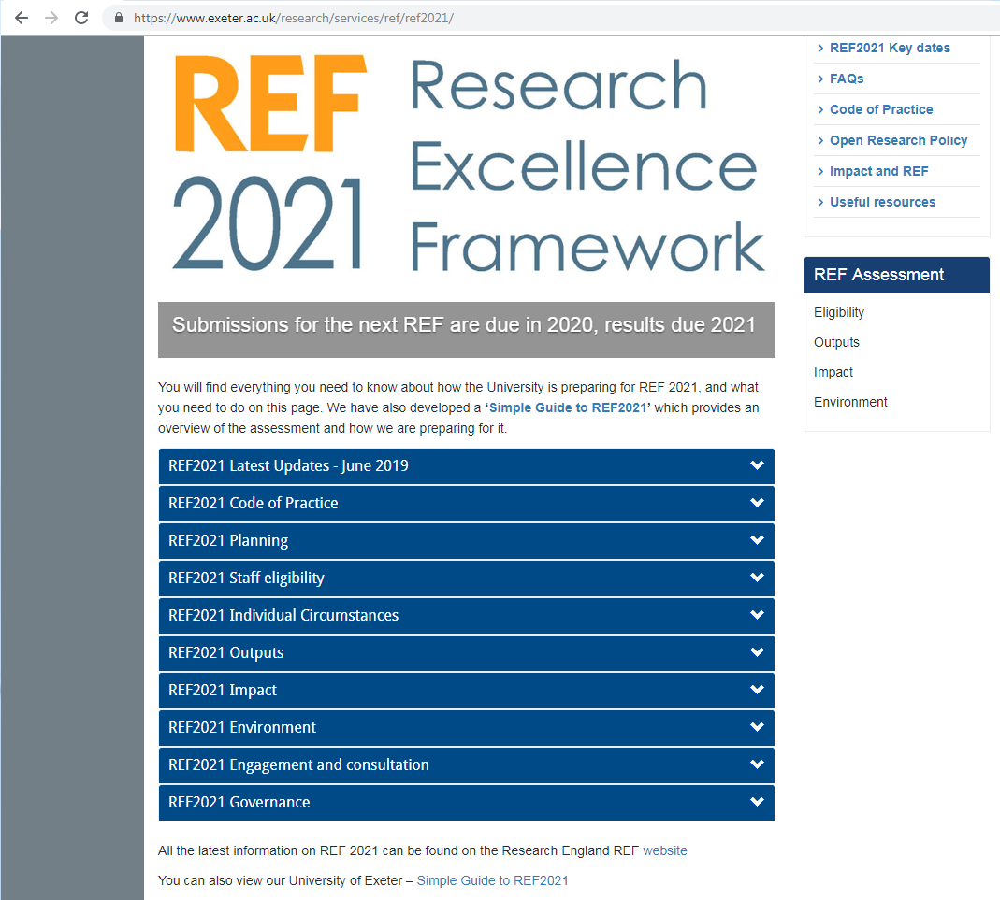 https://www.exeter.ac.uk/research/services/ref/ref2021/
REF
2021
Research
Excellence
Framework
Submissions for the next REF are due in 2020, results due 2021
You will find everything you need to know about how the University is preparing for REF 2021, and what
you need to do on this page. We have also developed a ‘Simple Guide to REF2021’ which provides an
overview of the assessment and how we are preparing for it.
REF2021 Latest Updates - June 2019
REF2021 Code of Practice
REF2021 Planning
REF2021 Staff eligibility
REF2021 Individual Circumstances
REF2021 Outputs
REF2021 Impact
REF2021 Environment
REF2021 Engagement and consultation
REF2021 Governance
All the latest information on REF 2021 can be found on the Research England REF website
You can also view our University of Exeter – Simple Guide to REF2021
REF2021 Key dates
FAQs
Code of Practice
Open Research Policy
Impact and REF
Useful resources
REF Assessment
Eligibility
Outputs
Impact
Environment